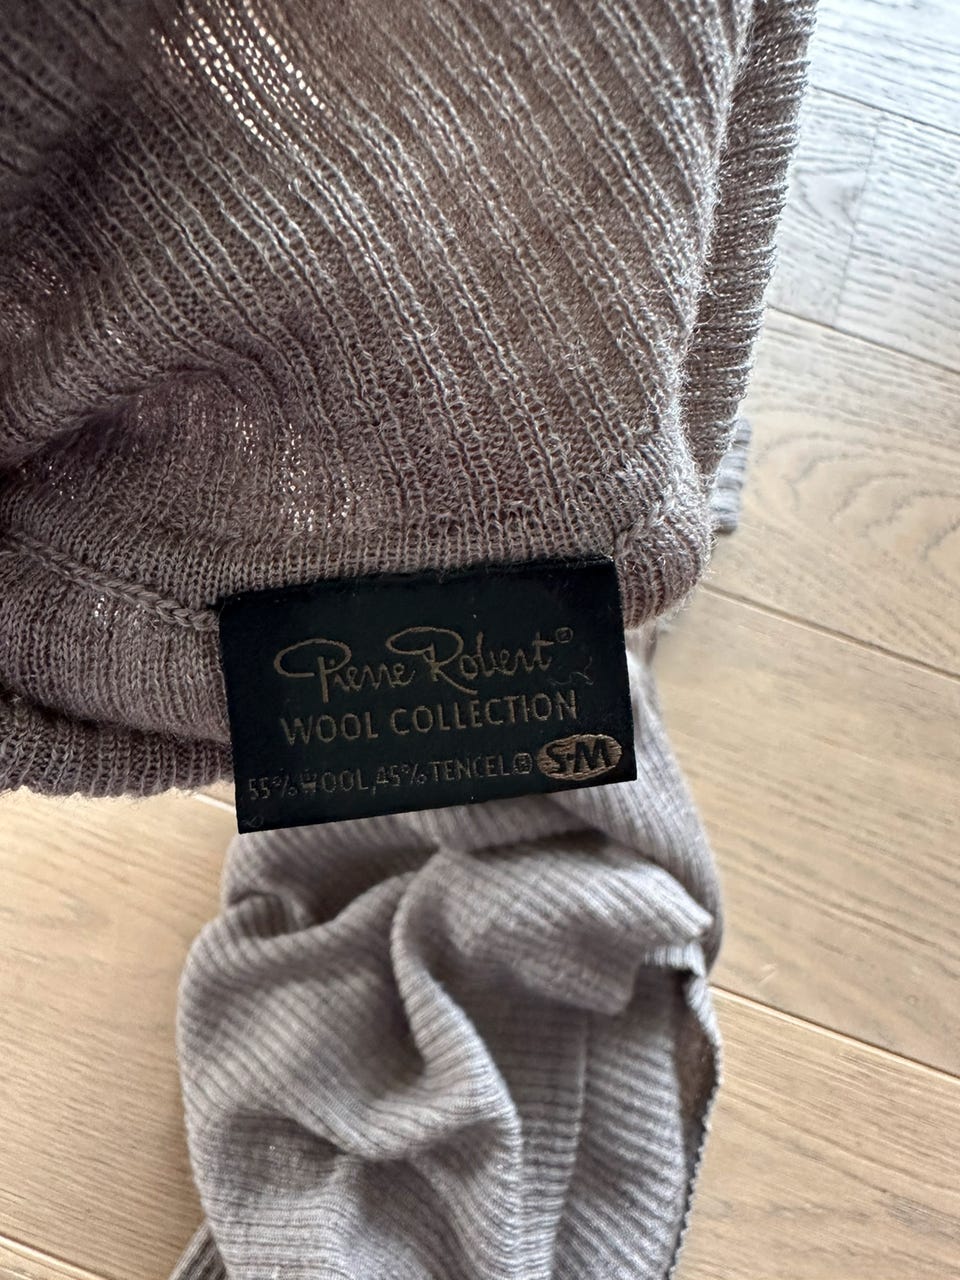 Pierre Robert®
WOOL COLLECTION
55% WOOL, 45% TENCEL® S-M